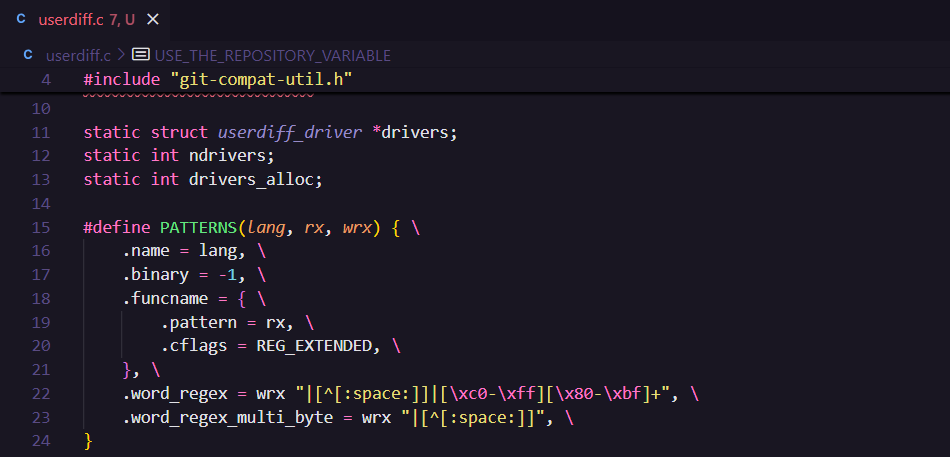 C userdiff.c 7, U ×
C userdiff.c > USE_THE_REPOSITORY_VARIABLE
4 #include "git-compat-util.h"
10
11 static struct userdiff_driver *drivers;
12 static int ndrivers;
13 static int drivers_alloc;
14
15 #define PATTERNS(lang, rx, wrx) { \
16     .name = lang, \
17     .binary = -1, \
18     .funcname = { \
19         .pattern = rx, \
20         .cflags = REG_EXTENDED, \
21     }, \
22     .word_regex = wrx "|[^[:space:]]|[\xc0-\xff][\x80-\xbf]+", \
23     .word_regex_multi_byte = wrx "|[^[:space:]]", \
24 }